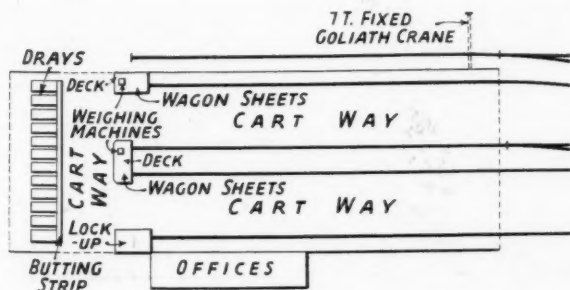 7 T. FIXED
GOLIATH CRANE
DRAYS
DECK
WAGON SHEETS
WEIGHING
MACHINES
CART WAY
CART
WAY
DECK
WAGON SHEETS
CART WAY
LOCK
-UP
OFFICES
BUTTING
STRIP